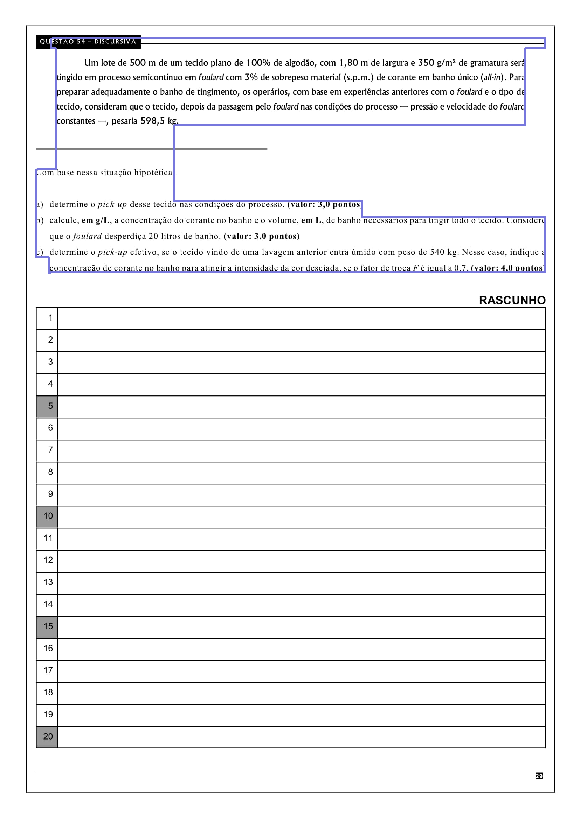 QUESTÃO 54 – DISCURSIVA
Um lote de 500 m de um tecido plano de 100% de algodão, com 1,80 m de largura e 350 g/m² de gramatura será
tingido em processo semicontínuo em foulard com 3% de sobrepeso material (s.p.m.) de corante em banho único (all-in). Para
preparar adequadamente o banho de tingimento, os operários, com base em experiências anteriores com o foulard e o tipo de
tecido, consideram que o tecido, depois da passagem pelo foulard nas condições do processo — pressão e velocidade do foulard
constantes —, pesaria 598,5 kg.
Com base nessa situação hipotética
a) determine o pick up desse tecido nas condições do processo. (valor: 3,0 pontos)
b) calcule, em g/L, a concentração do corante no banho e o volume, em L, de banho necessários para tingir todo o tecido. Considere
que o foulard desperdiça 20 litros de banho. (valor: 3,0 pontos)
c) determine o pick-up efetivo, se o tecido vindo de uma lavagem anterior entra úmido com peso de 540 kg. Nesse caso, indique a
concentração de corante no banho para atingir a intensidade da cor desejada, se o fator de troca F é igual a 0,7. (valor: 4,0 pontos)
RASCUNHO
1
2
3
4
5
6
7
8
9
10
11
12
13
14
15
16
17
18
19
20